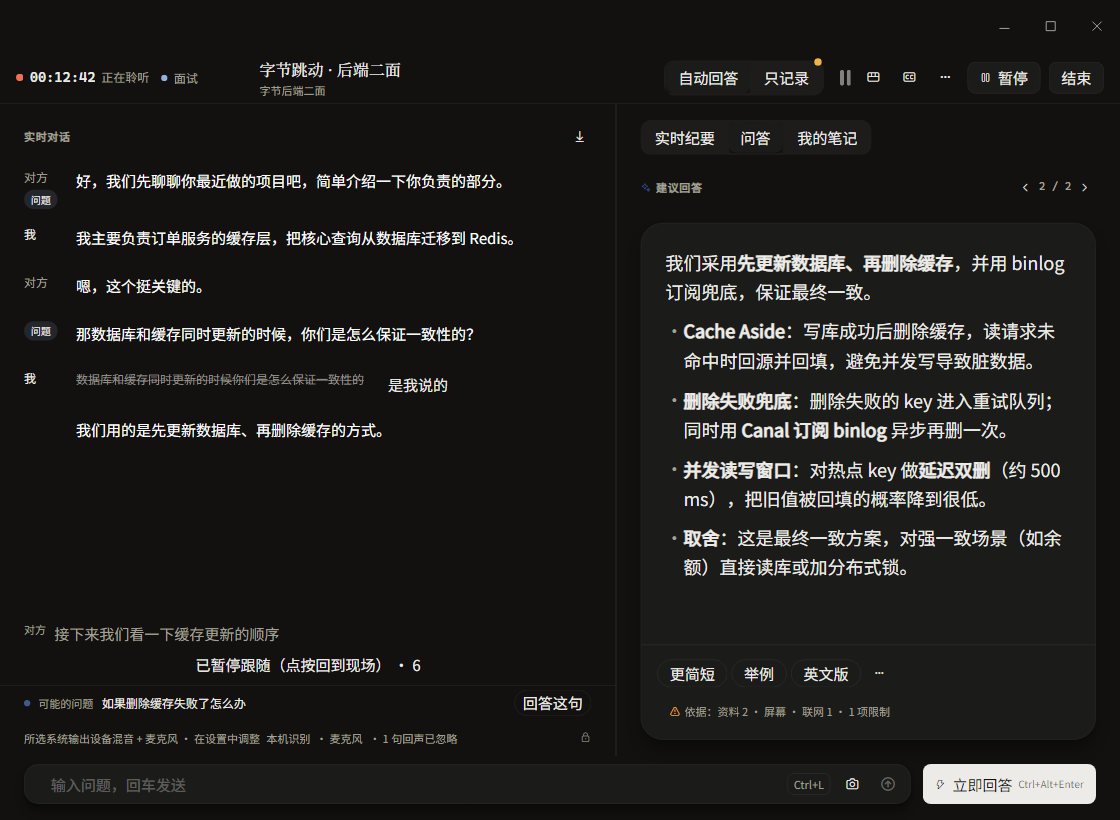 00:12:42 正在聆听 面试
字节跳动 · 后端二面
字节后端二面
自动回答 只记录
CC
··· 暂停 结束
实时对话
对方 好，我们先聊聊你最近做的项目吧，简单介绍一下你负责的部分。
问题
我 我主要负责订单服务的缓存层，把核心查询从数据库迁移到 Redis。
对方 嗯，这个挺关键的。
问题 那数据库和缓存同时更新的时候，你们是怎么保证一致性的？
我 数据库和缓存同时更新的时候你们是怎么保证一致性的 是我说的
我们用的是先更新数据库、再删除缓存的方式。
对方 接下来我们看一下缓存更新的顺序
已暂停跟随（点按回到现场） · 6
可能的问题 如果删除缓存失败了怎么办 回答这句
所选系统输出设备混音 + 麦克风 · 在设置中调整 本机识别 · 麦克风 · 1 句回声已忽略
实时纪要 问答 我的笔记
建议回答 2 / 2
我们采用先更新数据库、再删除缓存，并用 binlog
订阅兜底，保证最终一致。
· Cache Aside：写库成功后删除缓存，读请求未
命中时回源并回填，避免并发写导致脏数据。
· 删除失败兜底：删除失败的 key 进入重试队列；
同时用 Canal 订阅 binlog 异步再删一次。
· 并发读写窗口：对热点 key 做延迟双删（约 500
ms），把旧值被回填的概率降到很低。
· 取舍：这是最终一致方案，对强一致场景（如余
额）直接读库或加分布式锁。
更简短 举例 英文版 ···
依据：资料 2 · 屏幕 · 联网 1 · 1 项限制
输入问题，回车发送 Ctrl+L
立即回答 Ctrl+Alt+Enter